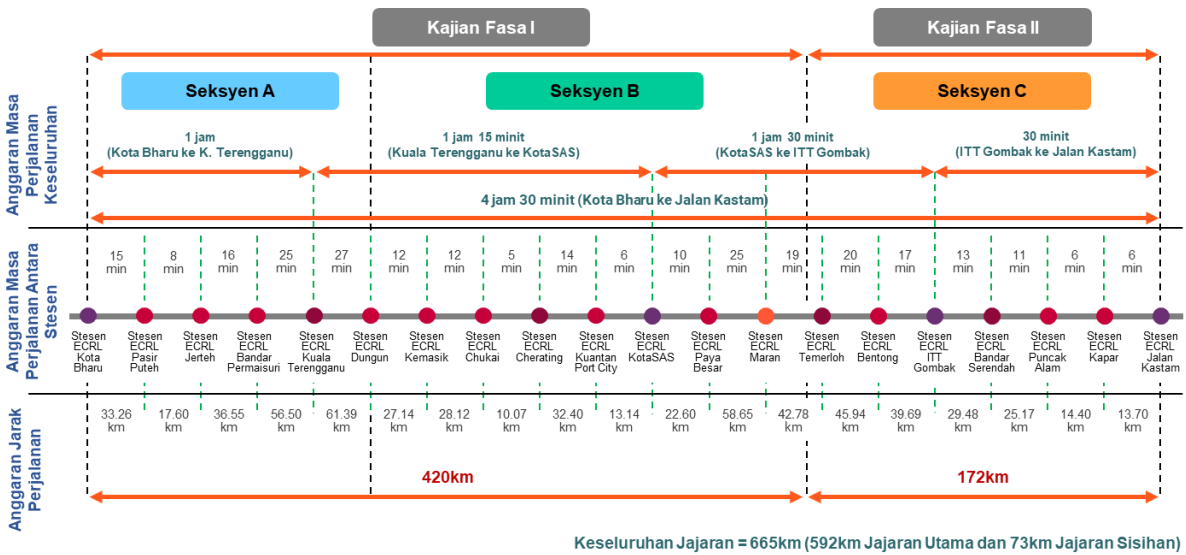 Kajian Fasa I
Kajian Fasa II
Seksyen A
Seksyen B
Seksyen C
Anggaran Masa
Perjalanan
Keseluruhan
1 jam
(Kota Bharu ke K. Terengganu)
1 jam 15 minit
(Kuala Terengganu ke KotaSAS)
1 jam 30 minit
(KotaSAS ke ITT Gombak)
30 minit
(ITT Gombak ke Jalan Kastam)
4 jam 30 minit (Kota Bharu ke Jalan Kastam)
Anggaran Masa
Perjalanan Antara
Stesen
15
min
8
min
16
min
25
min
27
min
12
min
12
min
5
min
14
min
6
min
10
min
25
min
19
min
20
min
17
min
13
min
11
min
6
min
6
min
Stesen
ECRL
Kota
Bharu
Stesen
ECRL
Pasir
Puteh
Stesen
ECRL
Jerteh
Stesen
ECRL
Bandar
Permaisuri
Stesen
ECRL
Kuala
Terengganu
Stesen
ECRL
Dungun
Stesen
ECRL
Kemasik
Stesen
ECRL
Chukai
Stesen
ECRL
Cherating
Stesen
ECRL
Kuantan
Port City
Stesen
ECRL
KotaSAS
Stesen
ECRL
Paya
Besar
Stesen
ECRL
Maran
Stesen
ECRL
Temerloh
Stesen
ECRL
Bentong
Stesen
ECRL
ITT
Gombak
Stesen
ECRL
Bandar
Serendah
Stesen
ECRL
Puncak
Alam
Stesen
ECRL
Kapar
Stesen
ECRL
Jalan
Kastam
Anggaran Jarak
Perjalanan
33.26
km
17.60
km
36.55
km
56.50
km
61.39
km
27.14
km
28.12
km
10.07
km
32.40
km
13.14
km
22.60
km
58.65
km
42.78
km
45.94
km
39.69
km
29.48
km
25.17
km
14.40
km
13.70
km
420km
172km
Keseluruhan Jajaran = 665km (592km Jajaran Utama dan 73km Jajaran Sisihan)